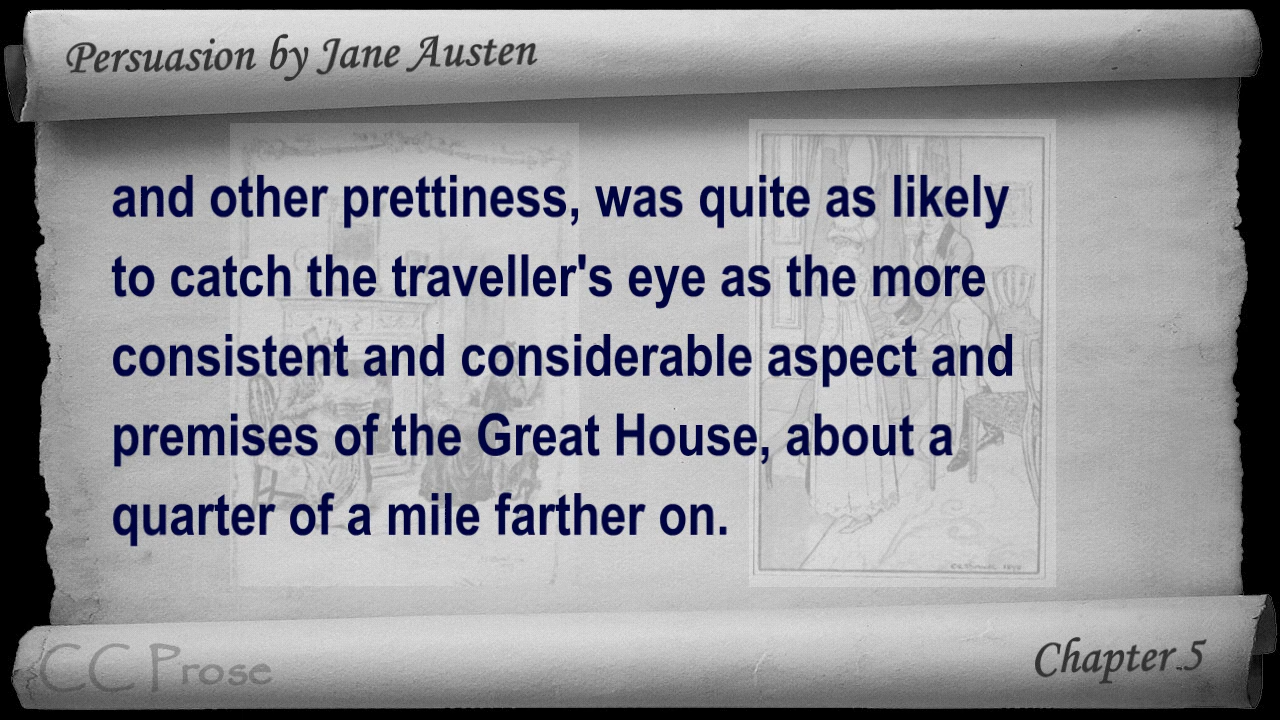 Persuasion by Jane Austen
and other prettiness, was quite as likely
to catch the traveller's eye as the more
consistent and considerable aspect and
premises of the Great House, about a
quarter of a mile farther on.
CC Prose
Chapter 5